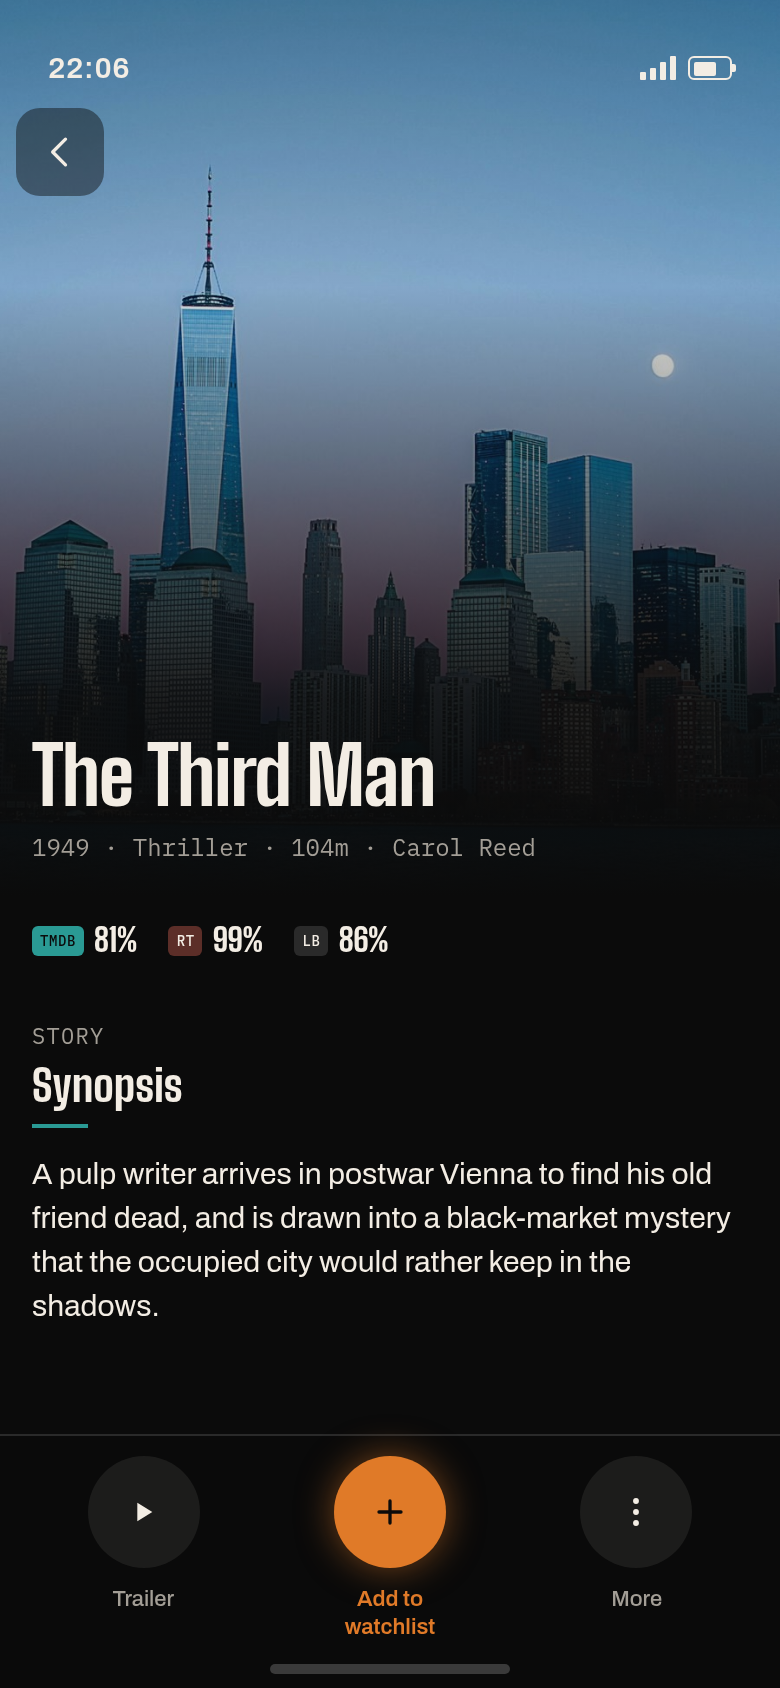 22:06
The Third Man
1949 · Thriller · 104m · Carol Reed
TMDB 81% RT 99% LB 86%
STORY
Synopsis
A pulp writer arrives in postwar Vienna to find his old
friend dead, and is drawn into a black-market mystery
that the occupied city would rather keep in the
shadows.
Trailer
Add to
watchlist
More